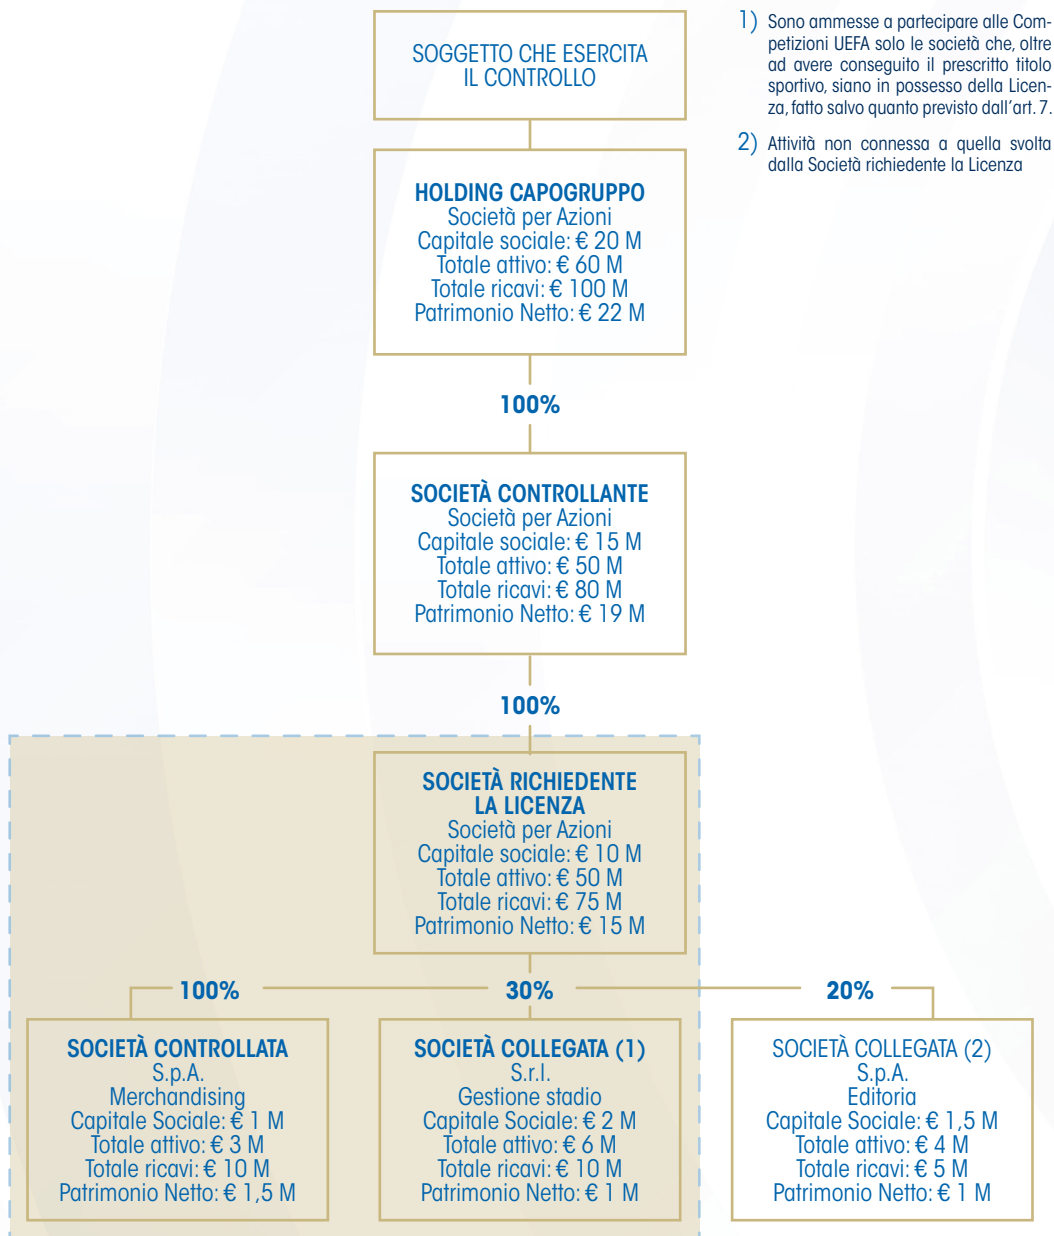 SOGGETTO CHE ESERCITA
IL CONTROLLO
1) Sono ammesse a partecipare alle Com-
petizioni UEFA solo le società che, oltre
ad avere conseguito il prescritto titolo
sportivo, siano in possesso della Licen-
za, fatto salvo quanto previsto dall'art. 7.
2) Attività non connessa a quella svolta
dalla Società richiedente la Licenza
HOLDING CAPOGRUPPO
Società per Azioni
Capitale sociale: € 20 M
Totale attivo: € 60 M
Totale ricavi: € 100 M
Patrimonio Netto: € 22 M
100%
SOCIETÀ CONTROLLANTE
Società per Azioni
Capitale sociale: € 15 M
Totale attivo: € 50 M
Totale ricavi: € 80 M
Patrimonio Netto: € 19 M
100%
SOCIETÀ RICHIEDENTE
LA LICENZA
Società per Azioni
Capitale sociale: € 10 M
Totale attivo: € 50 M
Totale ricavi: € 75 M
Patrimonio Netto: € 15 M
100%
30%
20%
SOCIETÀ CONTROLLATA
S.p.A.
Merchandising
Capitale Sociale: € 1 M
Totale attivo: € 3 M
Totale ricavi: € 10 M
Patrimonio Netto: € 1,5 M
SOCIETÀ COLLEGATA (1)
S.r.l.
Gestione stadio
Capitale Sociale: € 2 M
Totale attivo: € 6 M
Totale ricavi: € 10 M
Patrimonio Netto: € 1 M
SOCIETÀ COLLEGATA (2)
S.p.A.
Editoria
Capitale Sociale: € 1,5 M
Totale attivo: € 4 M
Totale ricavi: € 5 M
Patrimonio Netto: € 1 M